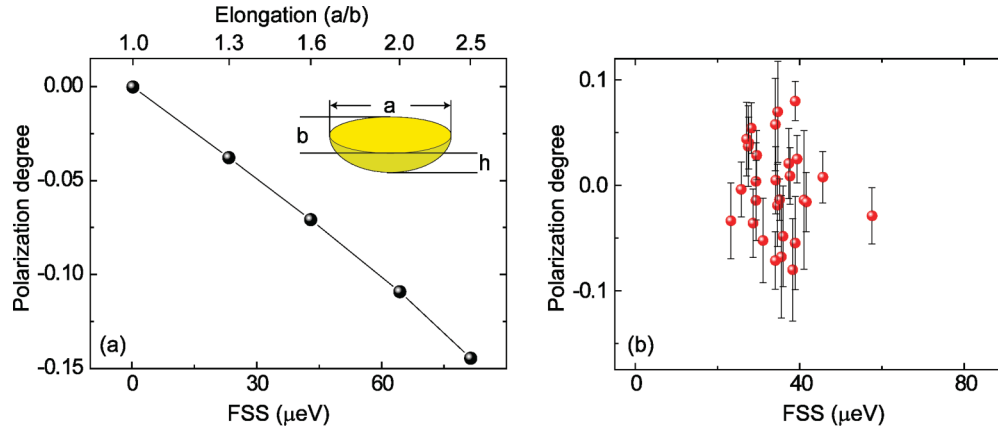 Elongation (a/b)
1.0 1.3 1.6 2.0 2.5
0.00
-0.05
-0.10
-0.15
Polarization degree
a
b
h
(a)
0 30 60
FSS (μeV)
0.1
0.0
-0.1
Polarization degree
(b)
0 40 80
FSS (μeV)